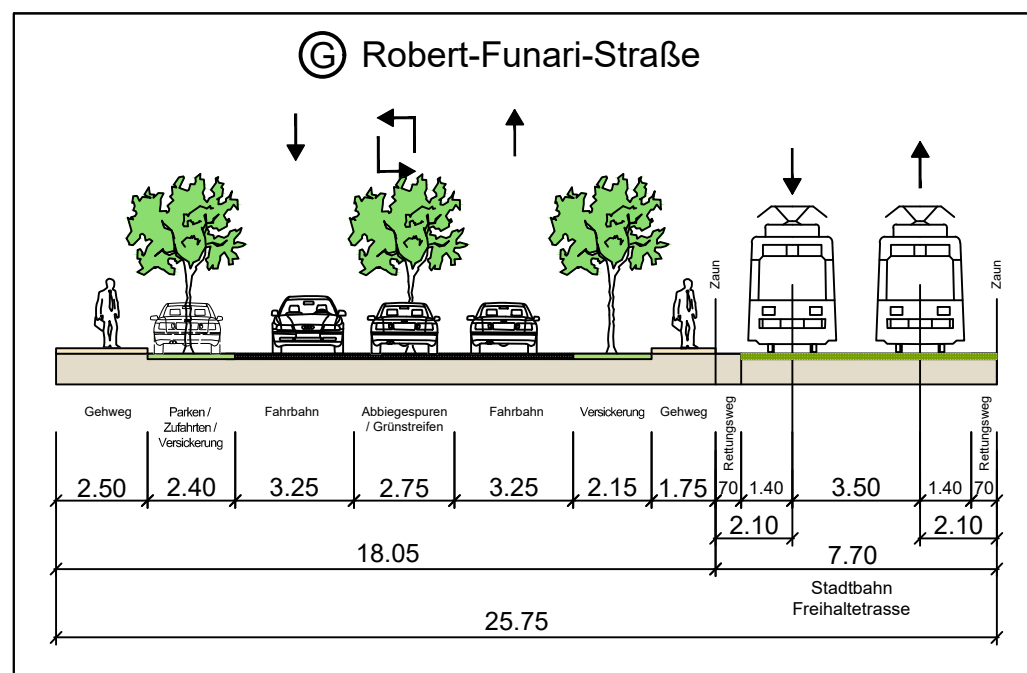 G Robert-Funari-Straße
Zaun
Zaun
Gehweg
Parken /
Zufahrten /
Versickerung
Fahrbahn
Abbiegespuren
/ Grünstreifen
Fahrbahn
Versickerung
Gehweg
Rettungsweg
Rettungsweg
2.50 2.40 3.25 2.75 3.25 2.15 1.75 70 1.40 3.50 1.40 70
2.10 2.10
18.05 7.70
Stadtbahn
Freihaltetrasse
25.75